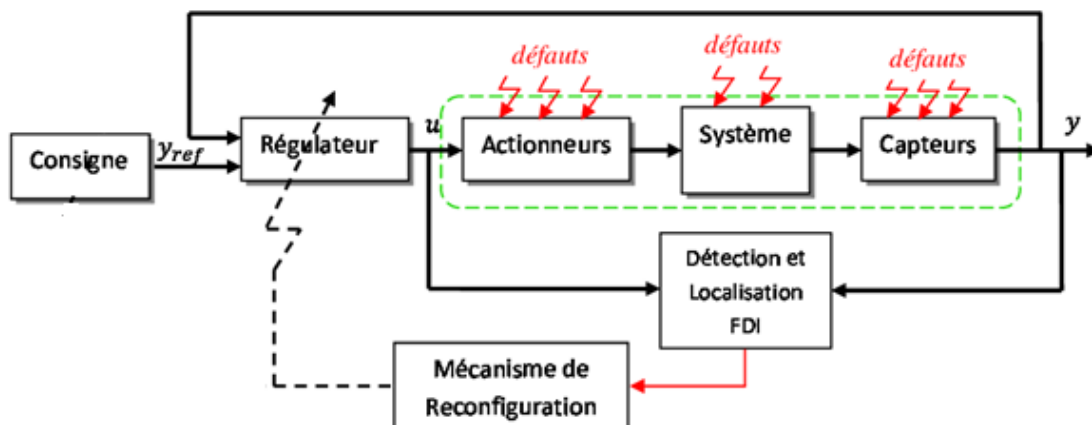 défauts
défauts
défauts
Consigne
y_ref
Régulateur
u
Actionneurs
Système
Capteurs
y
Détection et
Localisation
FDI
Mécanisme de
Reconfiguration